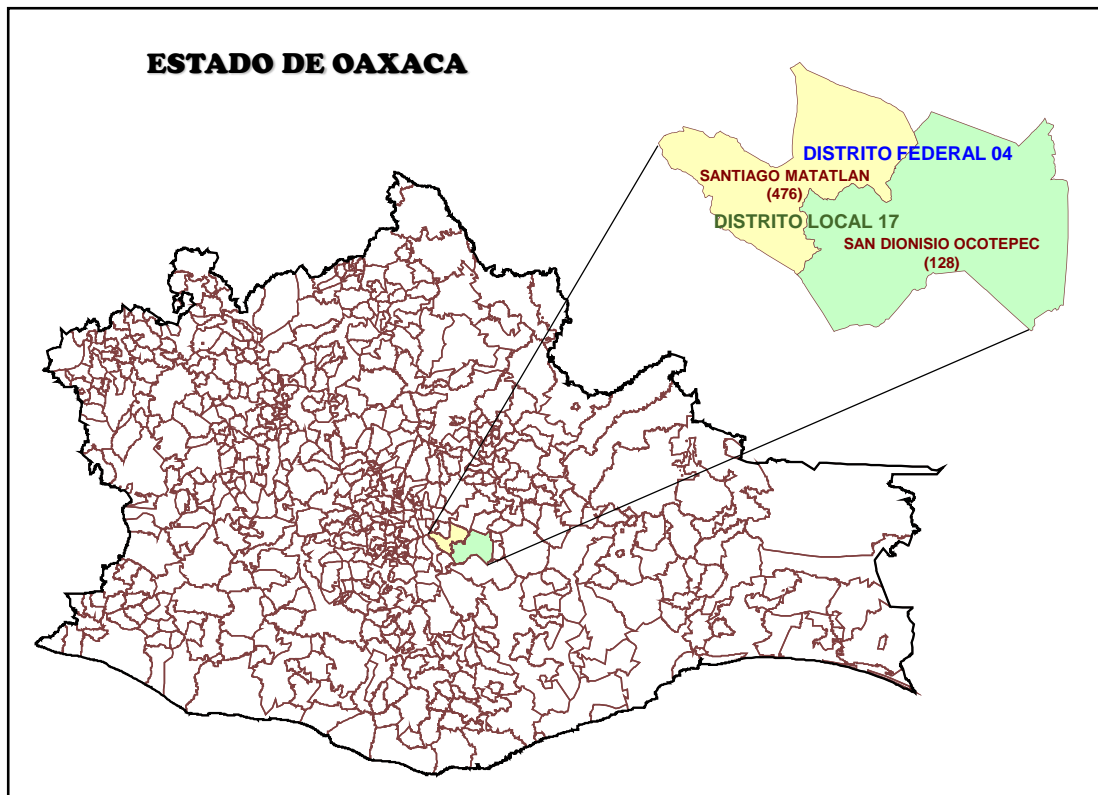 ESTADO DE OAXACA
DISTRITO FEDERAL 04
SANTIAGO MATATLAN
(476)
DISTRITO LOCAL 17
SAN DIONISIO OCOTEPEC
(128)